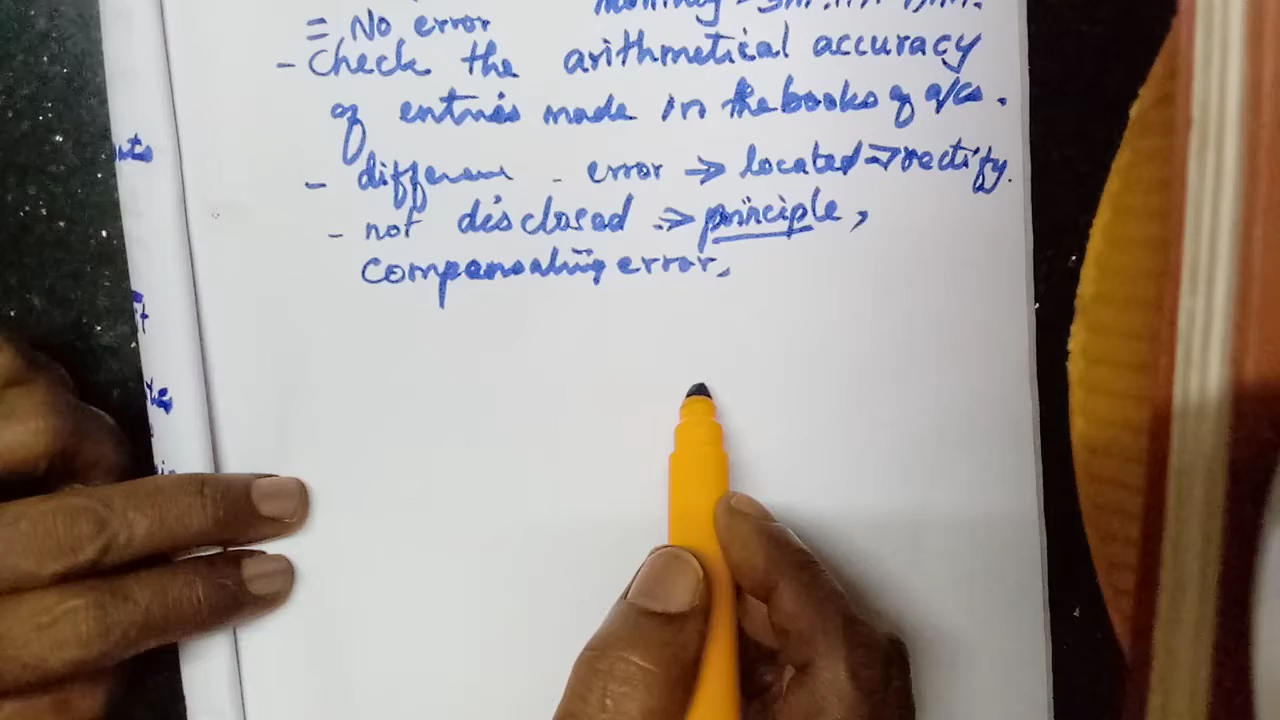 = No error
- Check the arithmetical accuracy
of entries made in the books of a/cs.
- different - error => located => rectify.
- not disclosed => principle,
compensating error,